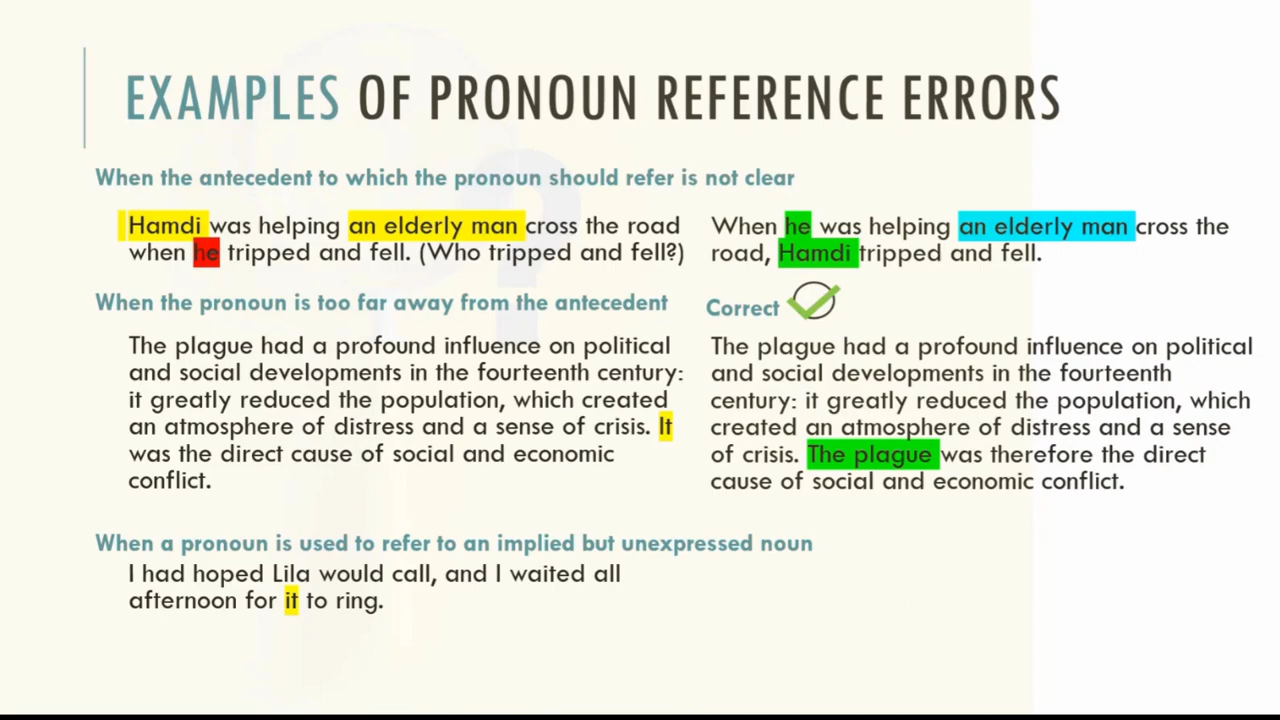 EXAMPLES OF PRONOUN REFERENCE ERRORS
When the antecedent to which the pronoun should refer is not clear
Hamdi was helping an elderly man cross the road
when he tripped and fell. (Who tripped and fell?)
When he was helping an elderly man cross the
road, Hamdi tripped and fell.
When the pronoun is too far away from the antecedent
Correct
The plague had a profound influence on political
and social developments in the fourteenth century:
it greatly reduced the population, which created
an atmosphere of distress and a sense of crisis. It
was the direct cause of social and economic
conflict.
The plague had a profound influence on political
and social developments in the fourteenth
century: it greatly reduced the population, which
created an atmosphere of distress and a sense
of crisis. The plague was therefore the direct
cause of social and economic conflict.
When a pronoun is used to refer to an implied but unexpressed noun
I had hoped Lila would call, and I waited all
afternoon for it to ring.